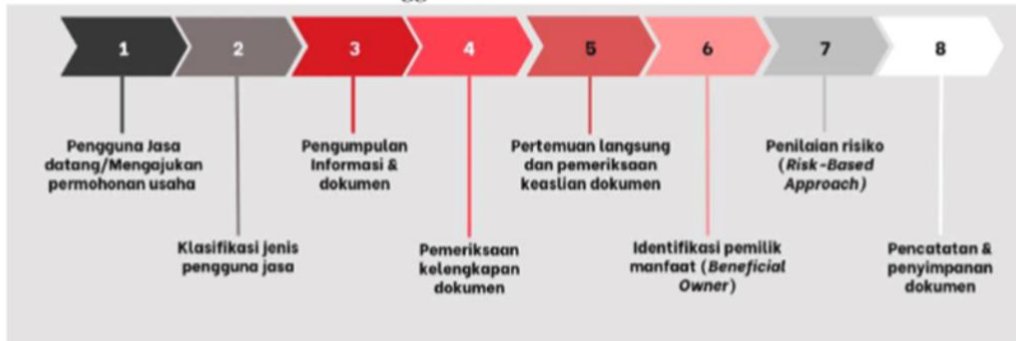 1
Pengguna Jasa
datang/Mengajukan
permohonan usaha
2
Klasifikasi jenis
pengguna jasa
3
Pengumpulan
Informasi &
dokumen
4
Pemeriksaan
kelengkapan
dokumen
5
Pertemuan langsung
dan pemeriksaan
keaslian dokumen
6
Identifikasi pemilik
manfaat (Beneficial
Owner)
7
Penilaian risiko
(Risk-Based
Approach)
8
Pencatatan &
penyimpanan
dokumen